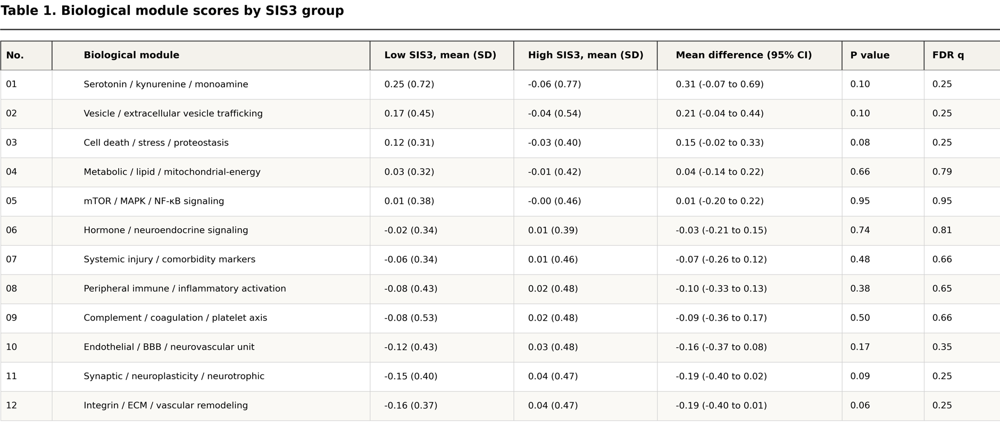 Table 1. Biological module scores by SIS3 group
No. Biological module Low SIS3, mean (SD) High SIS3, mean (SD) Mean difference (95% CI) P value FDR q
01 Serotonin / kynurenine / monoamine 0.25 (0.72) -0.06 (0.77) 0.31 (-0.07 to 0.69) 0.10 0.25
02 Vesicle / extracellular vesicle trafficking 0.17 (0.45) -0.04 (0.54) 0.21 (-0.04 to 0.44) 0.10 0.25
03 Cell death / stress / proteostasis 0.12 (0.31) -0.03 (0.40) 0.15 (-0.02 to 0.33) 0.08 0.25
04 Metabolic / lipid / mitochondrial-energy 0.03 (0.32) -0.01 (0.42) 0.04 (-0.14 to 0.22) 0.66 0.79
05 mTOR / MAPK / NF-κB signaling 0.01 (0.38) -0.00 (0.46) 0.01 (-0.20 to 0.22) 0.95 0.95
06 Hormone / neuroendocrine signaling -0.02 (0.34) 0.01 (0.39) -0.03 (-0.21 to 0.15) 0.74 0.81
07 Systemic injury / comorbidity markers -0.06 (0.34) 0.01 (0.46) -0.07 (-0.26 to 0.12) 0.48 0.66
08 Peripheral immune / inflammatory activation -0.08 (0.43) 0.02 (0.48) -0.10 (-0.33 to 0.13) 0.38 0.65
09 Complement / coagulation / platelet axis -0.08 (0.53) 0.02 (0.48) -0.09 (-0.36 to 0.17) 0.50 0.66
10 Endothelial / BBB / neurovascular unit -0.12 (0.43) 0.03 (0.48) -0.16 (-0.37 to 0.08) 0.17 0.35
11 Synaptic / neuroplasticity / neurotrophic -0.15 (0.40) 0.04 (0.47) -0.19 (-0.40 to 0.02) 0.09 0.25
12 Integrin / ECM / vascular remodeling -0.16 (0.37) 0.04 (0.47) -0.19 (-0.40 to 0.01) 0.06 0.25